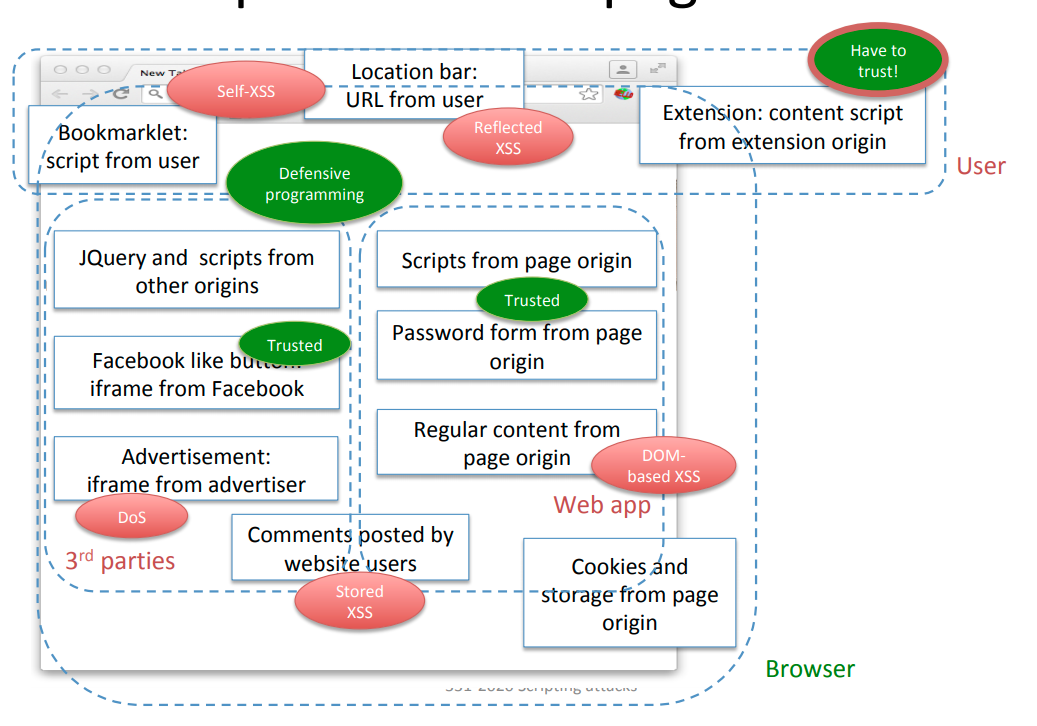 New Ta
Have to
trust!
Self-XSS
Location bar:
URL from user
Reflected
XSS
Extension: content script
from extension origin
User
Bookmarklet:
script from user
Defensive
programming
JQuery and scripts from
other origins
Scripts from page origin
Trusted
Password form from page
origin
Trusted
Facebook like button:
iframe from Facebook
Regular content from
page origin
DOM-
based XSS
Advertisement:
iframe from advertiser
DoS
Web app
3rd parties
Comments posted by
website users
Stored
XSS
Cookies and
storage from page
origin
Browser
Scripting attacks